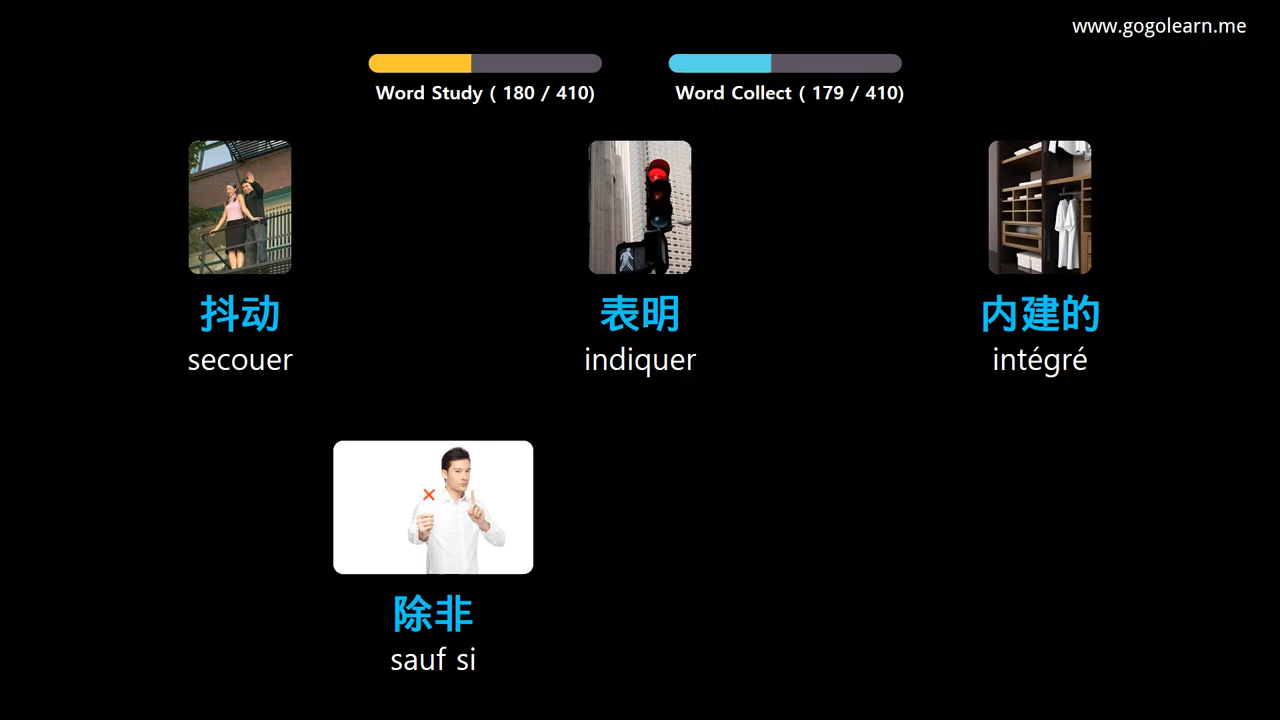 www.gogolearn.me
Word Study ( 180 / 410)
Word Collect ( 179 / 410)
抖动
secouer
表明
indiquer
内建的
intégré
除非
sauf si